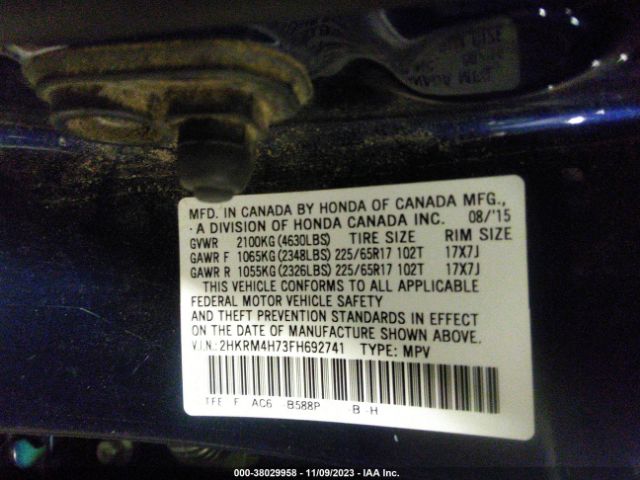 MFD. IN CANADA BY HONDA OF CANADA MFG.,
A DIVISION OF HONDA CANADA INC. 08/'15
GVWR 2100KG (4630LBS) TIRE SIZE RIM SIZE
GAWR F 1065KG (2348LBS) 225/65R17 102T 17X7J
GAWR R 1055KG (2326LBS) 225/65R17 102T 17X7J
THIS VEHICLE CONFORMS TO ALL APPLICABLE
FEDERAL MOTOR VEHICLE SAFETY
AND THEFT PREVENTION STANDARDS IN EFFECT
ON THE DATE OF MANUFACTURE SHOWN ABOVE.
V.I.N.: 2HKRM4H73FH692741 TYPE: MPV
TFE F AC6 B588P -B -H
000-38029958 - 11/09/2023 - IAA Inc.